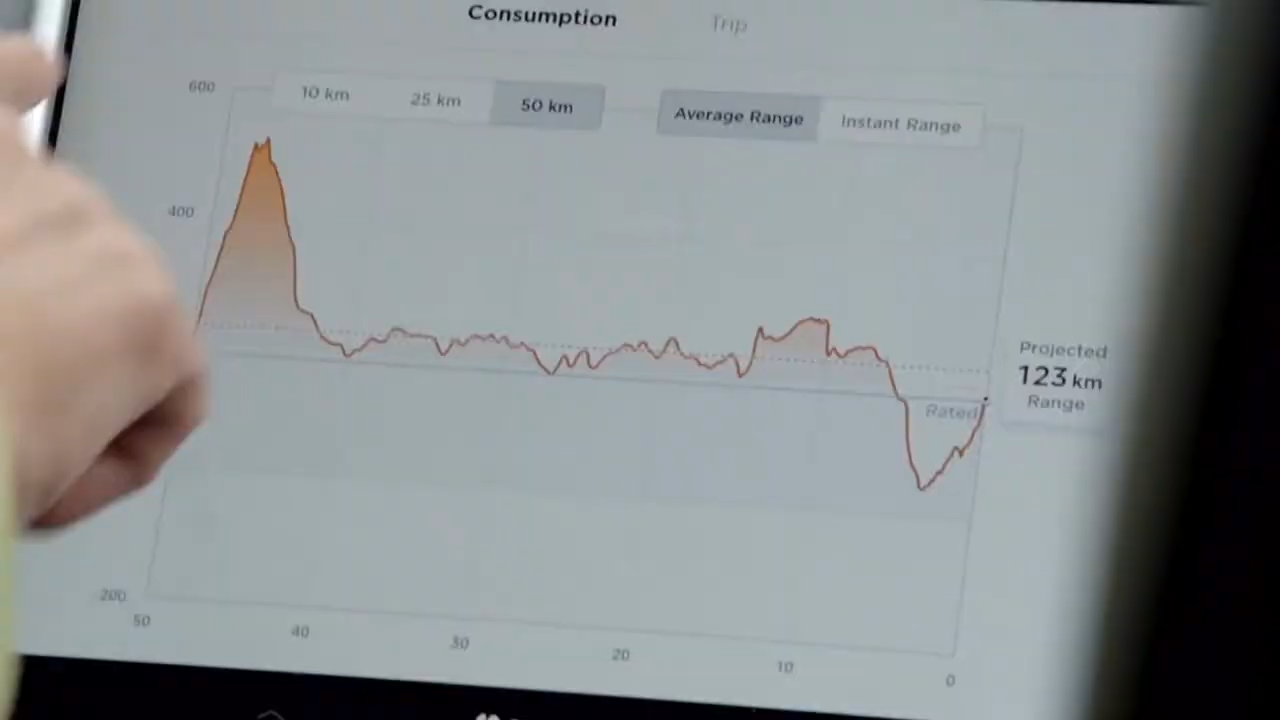 Consumption Trip
600
10 km 25 km 50 km Average Range Instant Range
400
Projected
123 km
Range
Rated
-200
50 40 30 20 10 0